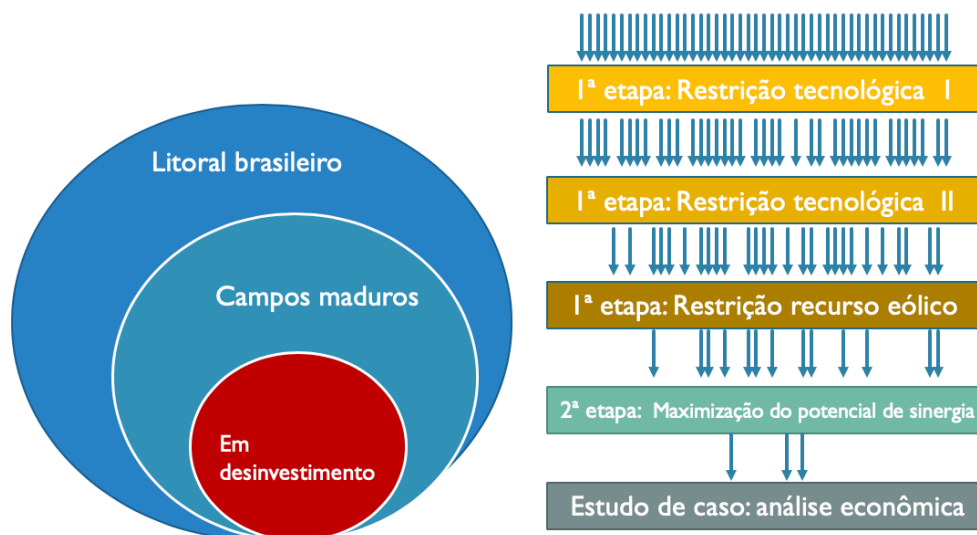 Litoral brasileiro
Campos maduros
Em
desinvestimento
1ª etapa: Restrição tecnológica I
1ª etapa: Restrição tecnológica II
1ª etapa: Restrição recurso eólico
2ª etapa: Maximização do potencial de sinergia
Estudo de caso: análise econômica